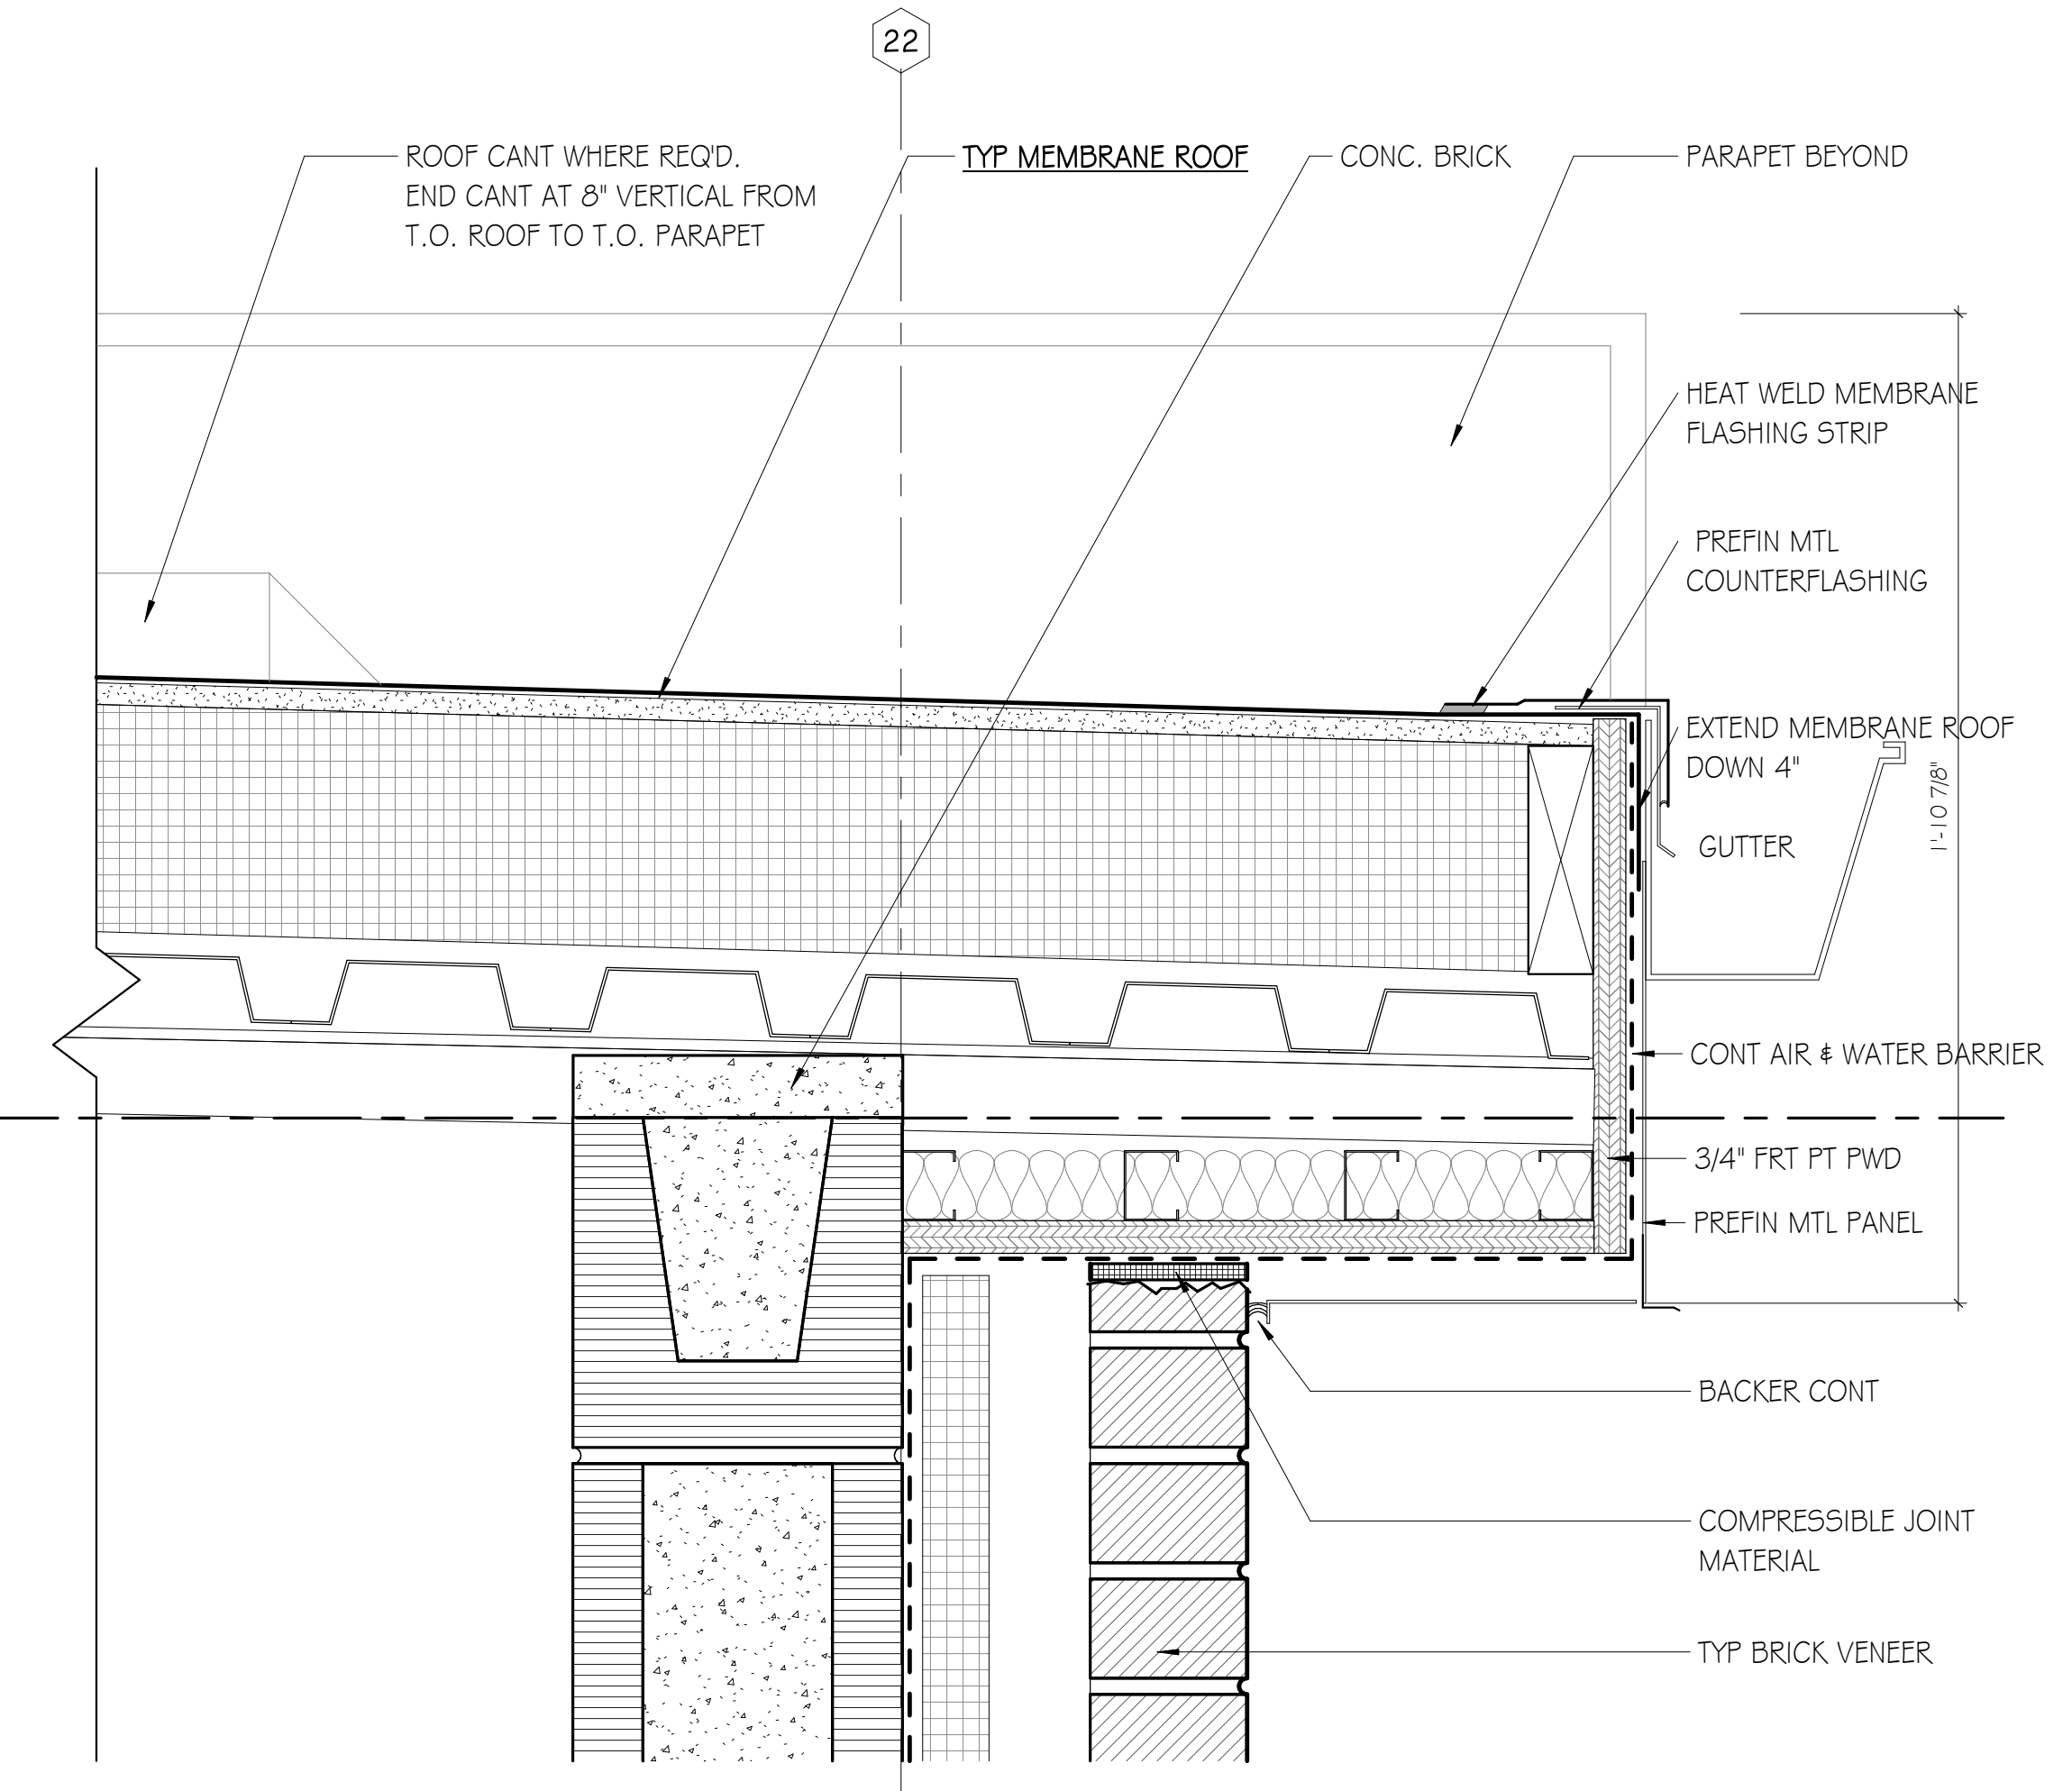 22
ROOF CANT WHERE REQ'D.
END CANT AT 8" VERTICAL FROM
T.O. ROOF TO T.O. PARAPET
TYP MEMBRANE ROOF
CONC. BRICK
PARAPET BEYOND
HEAT WELD MEMBRANE
FLASHING STRIP
PREFIN MTL
COUNTERFLASHING
EXTEND MEMBRANE ROOF
DOWN 4"
1'-10 7/8"
GUTTER
CONT AIR & WATER BARRIER
3/4" FRT PT PWD
PREFIN MTL PANEL
BACKER CONT
COMPRESSIBLE JOINT
MATERIAL
TYP BRICK VENEER